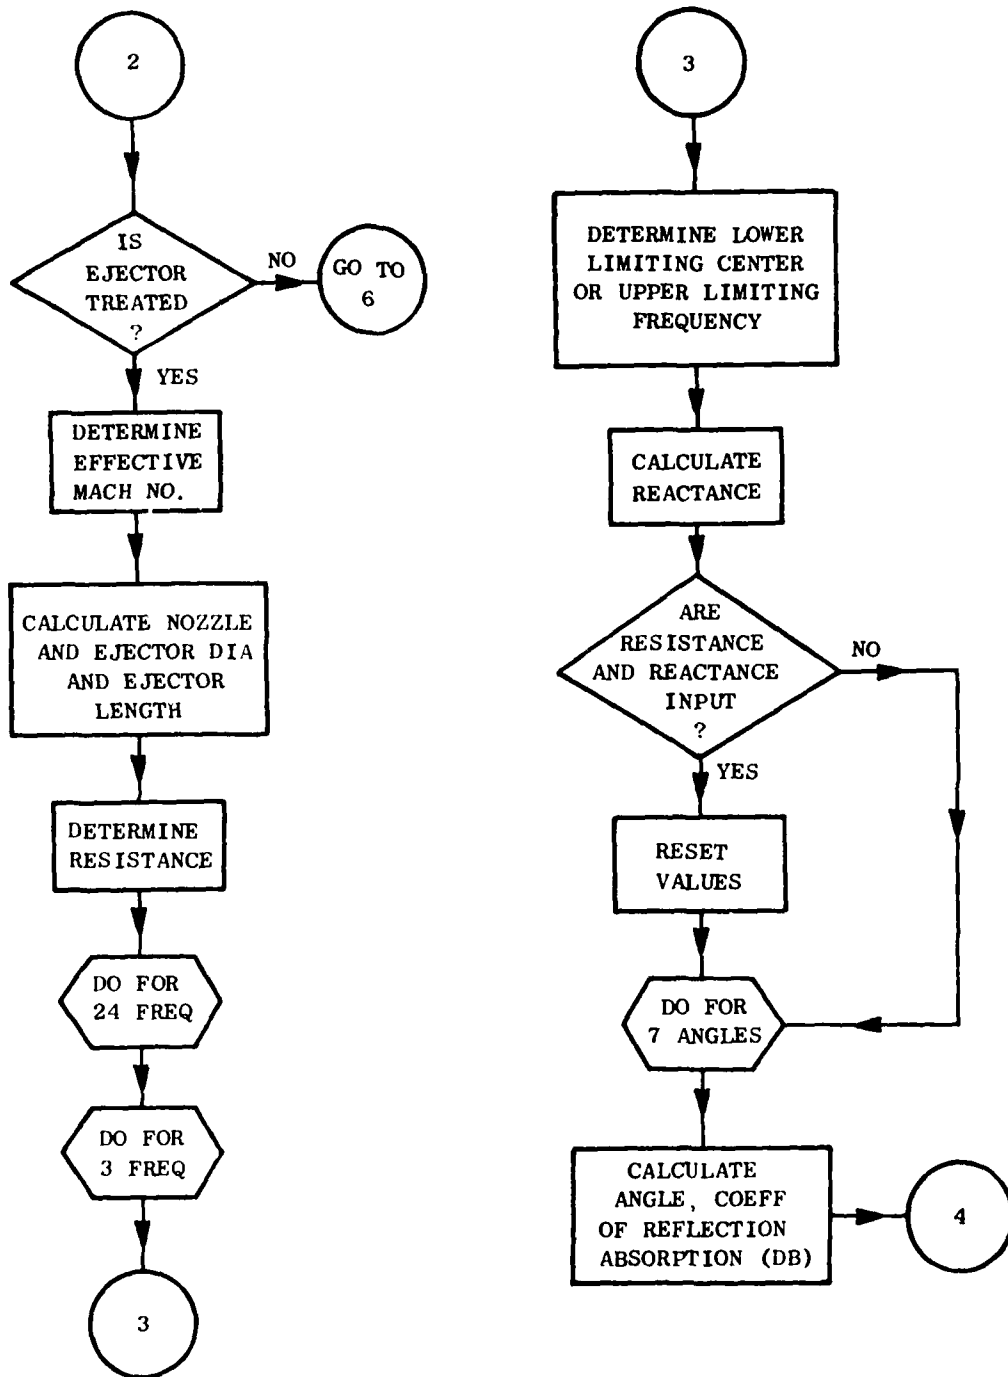 2
IS
EJECTOR
TREATED
?
NO
GO TO
6
YES
DETERMINE
EFFECTIVE
MACH NO.
CALCULATE NOZZLE
AND EJECTOR DIA
AND EJECTOR
LENGTH
DETERMINE
RESISTANCE
DO FOR
24 FREQ
DO FOR
3 FREQ
3
3
DETERMINE LOWER
LIMITING CENTER
OR UPPER LIMITING
FREQUENCY
CALCULATE
REACTANCE
ARE
RESISTANCE
AND REACTANCE
INPUT
?
NO
YES
RESET
VALUES
DO FOR
7 ANGLES
CALCULATE
ANGLE, COEFF
OF REFLECTION
ABSORPTION (DB)
4